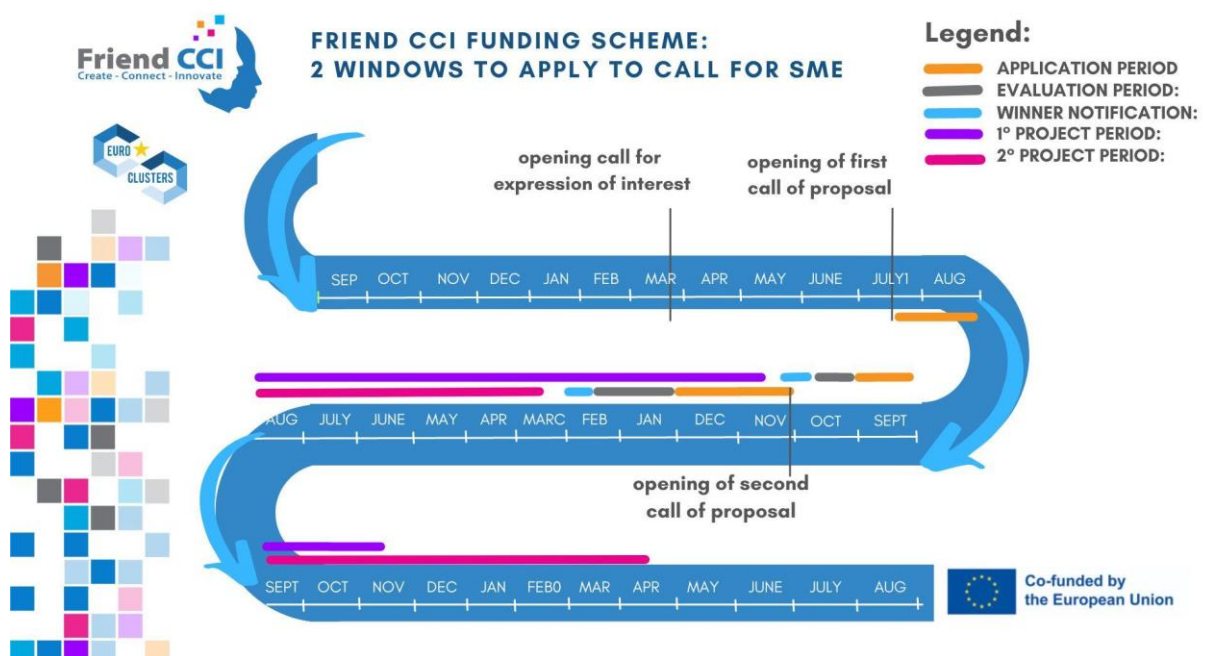 Friend CCI
Create - Connect - Innovate
FRIEND CCI FUNDING SCHEME:
2 WINDOWS TO APPLY TO CALL FOR SME
Legend:
APPLICATION PERIOD
EVALUATION PERIOD:
WINNER NOTIFICATION:
1º PROJECT PERIOD:
2º PROJECT PERIOD:
EURO
CLUSTERS
opening call for
expression of interest
opening of first
call of proposal
SEP OCT NOV DEC JAN FEB MAR APR MAY JUNE JULY1 AUG
AUG JULY JUNE MAY APR MARC FEB JAN DEC NOV OCT SEPT
opening of second
call of proposal
SEPT OCT NOV DEC JAN FEB0 MAR APR MAY JUNE JULY AUG
Co-funded by
the European Union